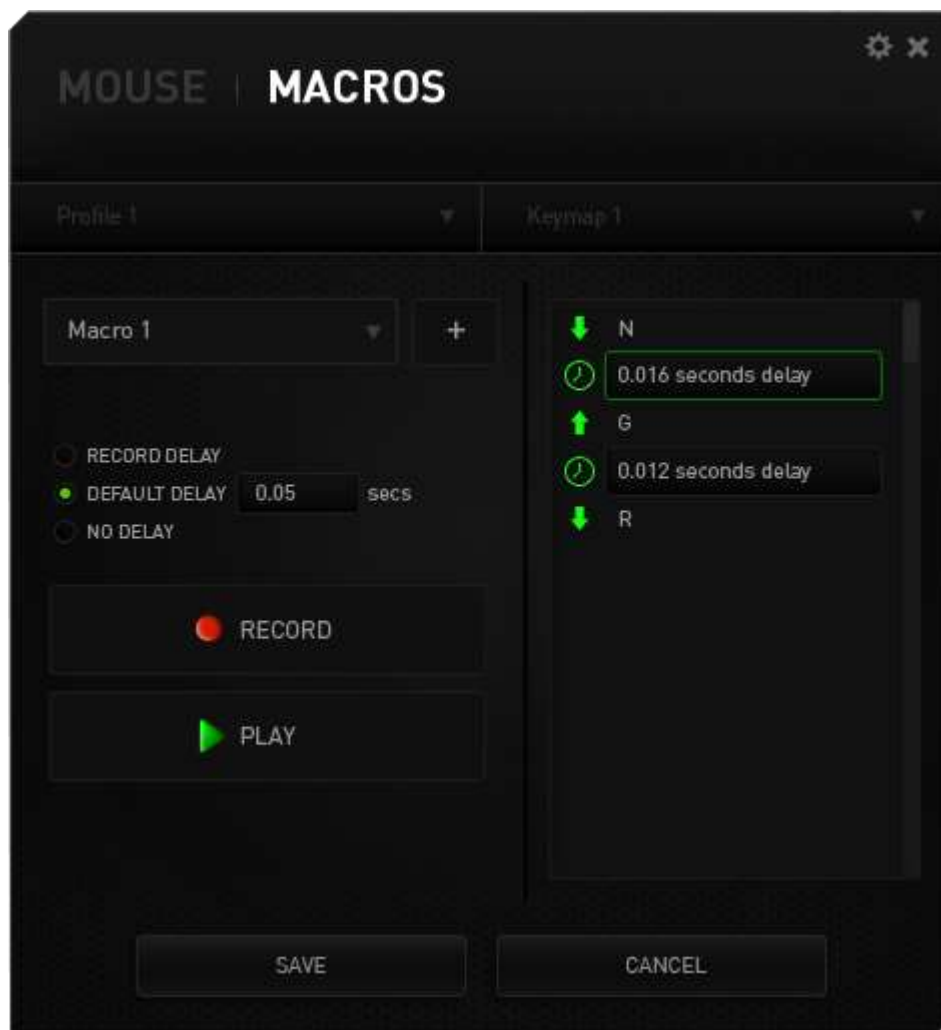 MOUSE | MACROS
Profile 1
Keymap 1
Macro 1
+
RECORD DELAY
DEFAULT DELAY 0.05 secs
NO DELAY
RECORD
PLAY
N
0.016 seconds delay
G
0.012 seconds delay
R
SAVE
CANCEL